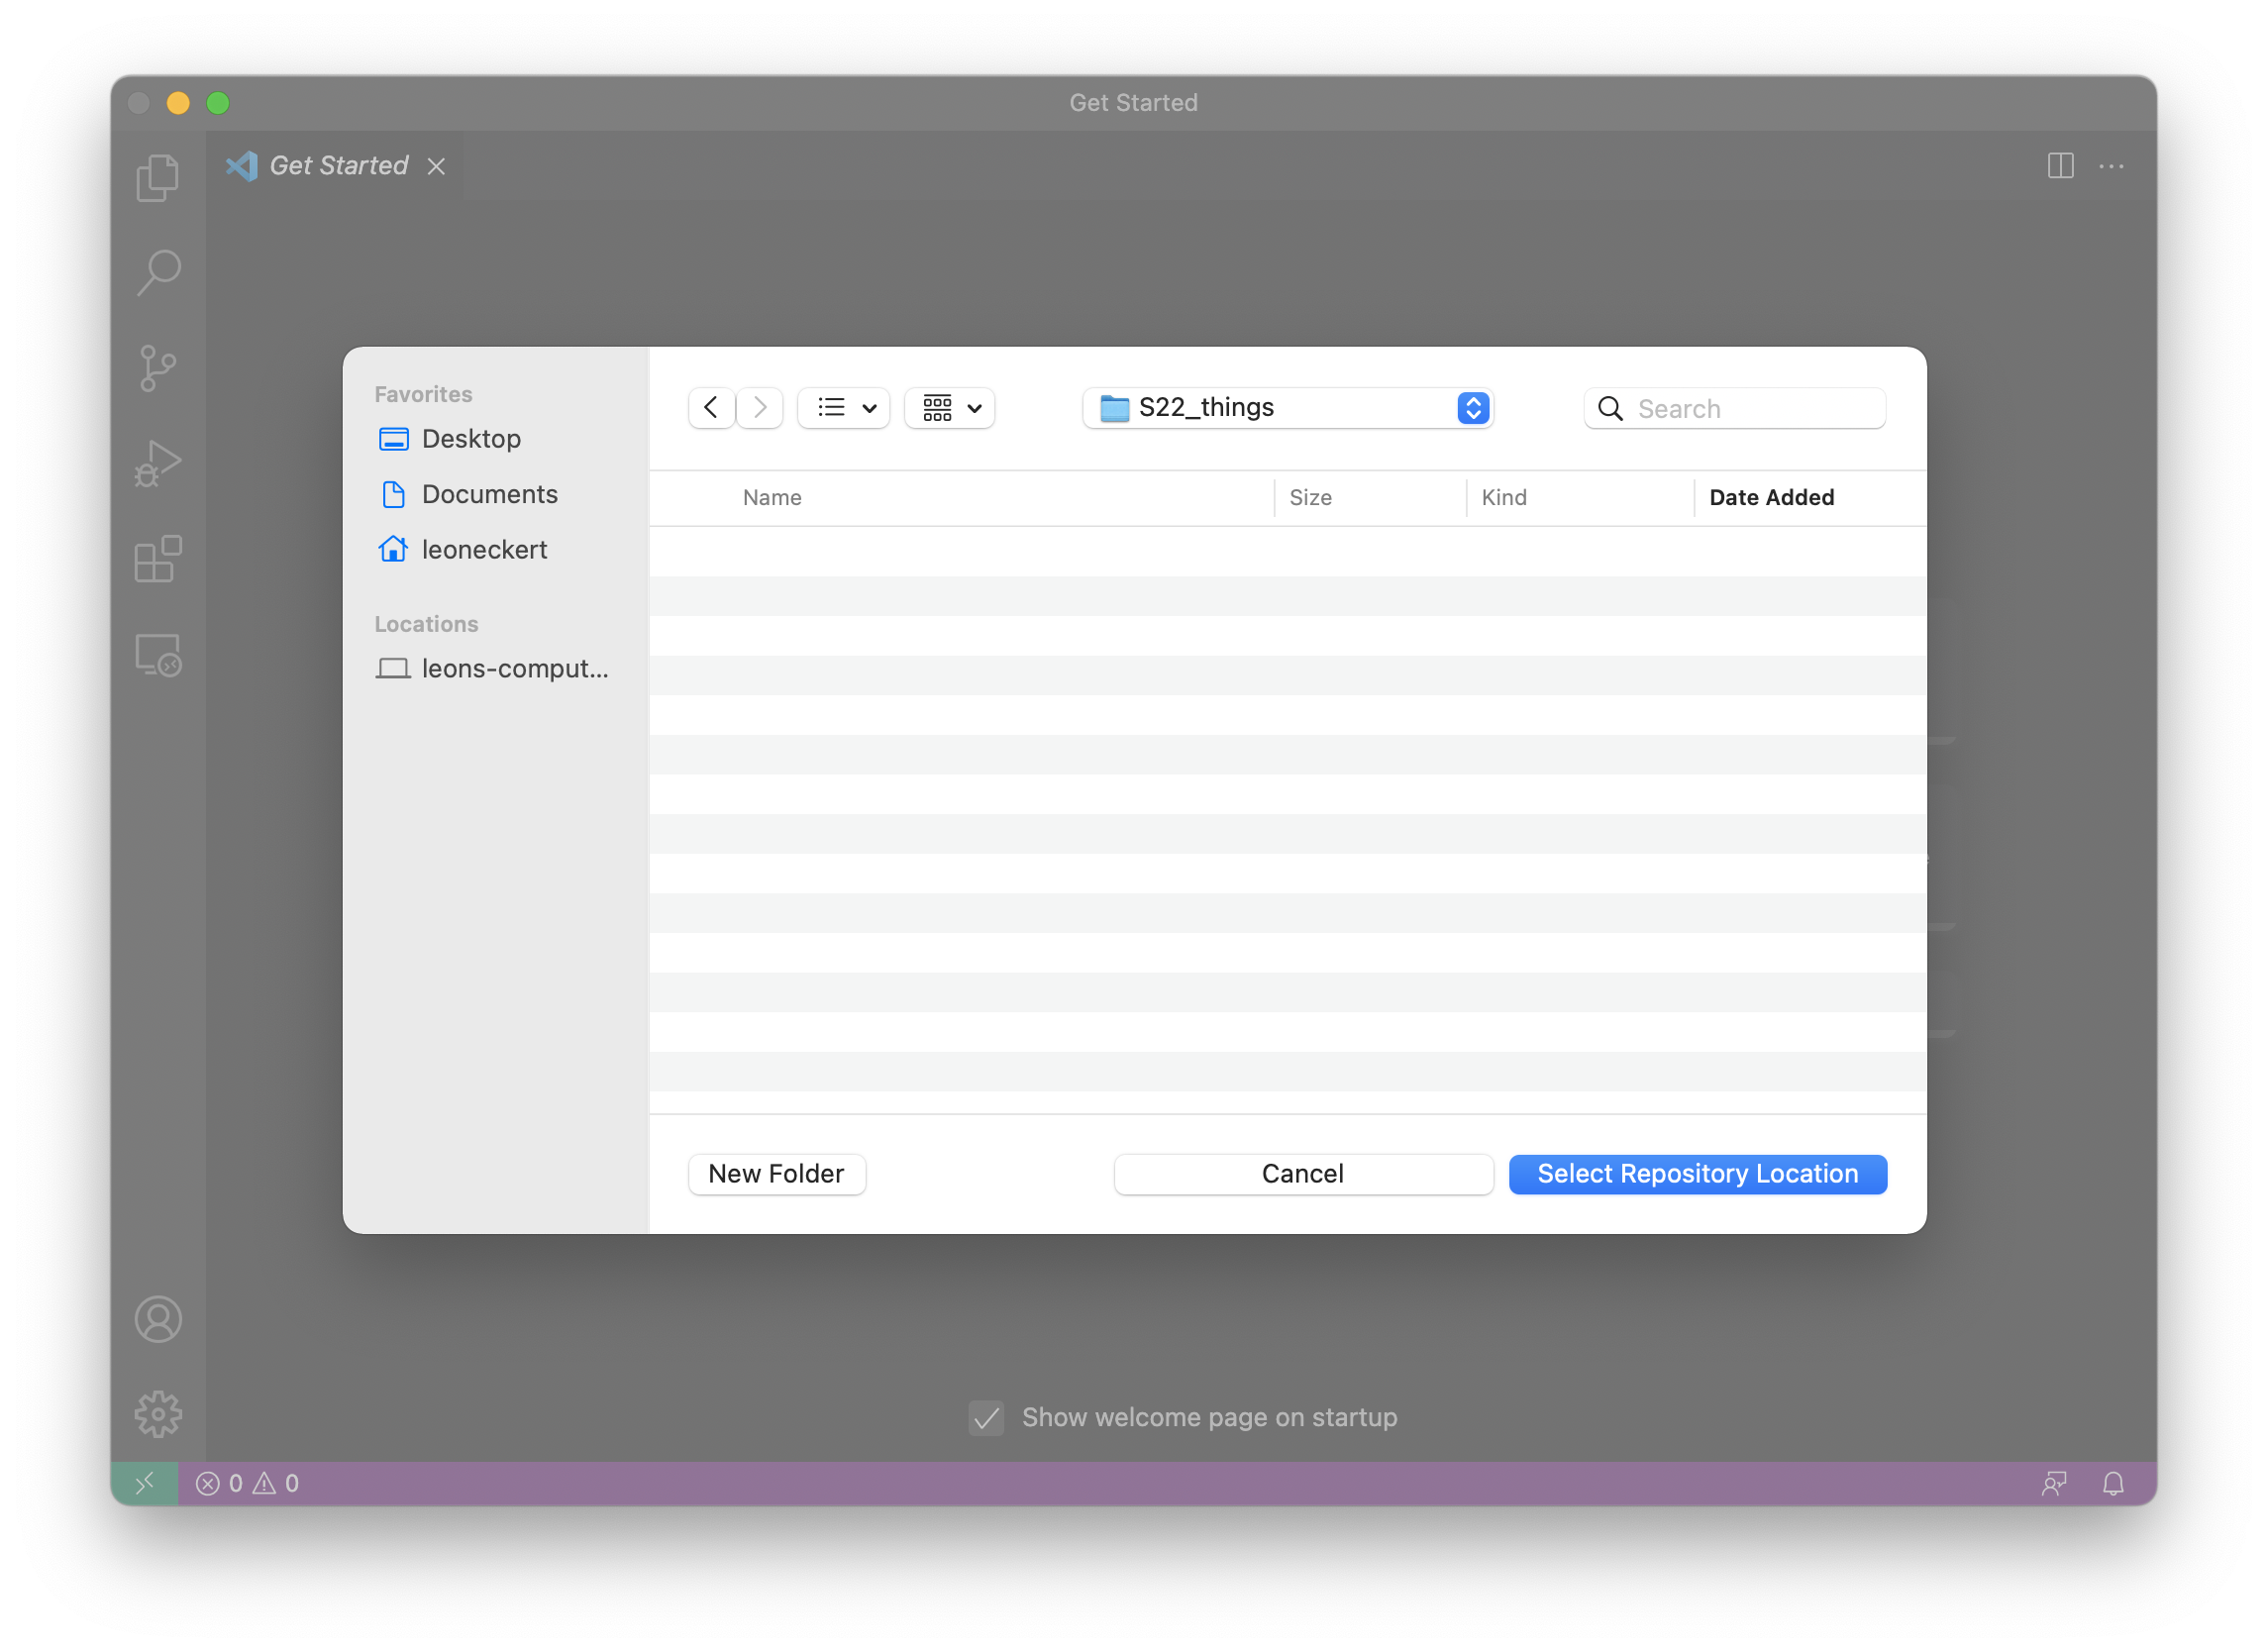 Get Started
Get Started
Favorites
Desktop
Documents
leoneckert
Locations
leons-comput...
S22_things
Search
Name Size Kind Date Added
New Folder Cancel Select Repository Location
Show welcome page on startup
0 0